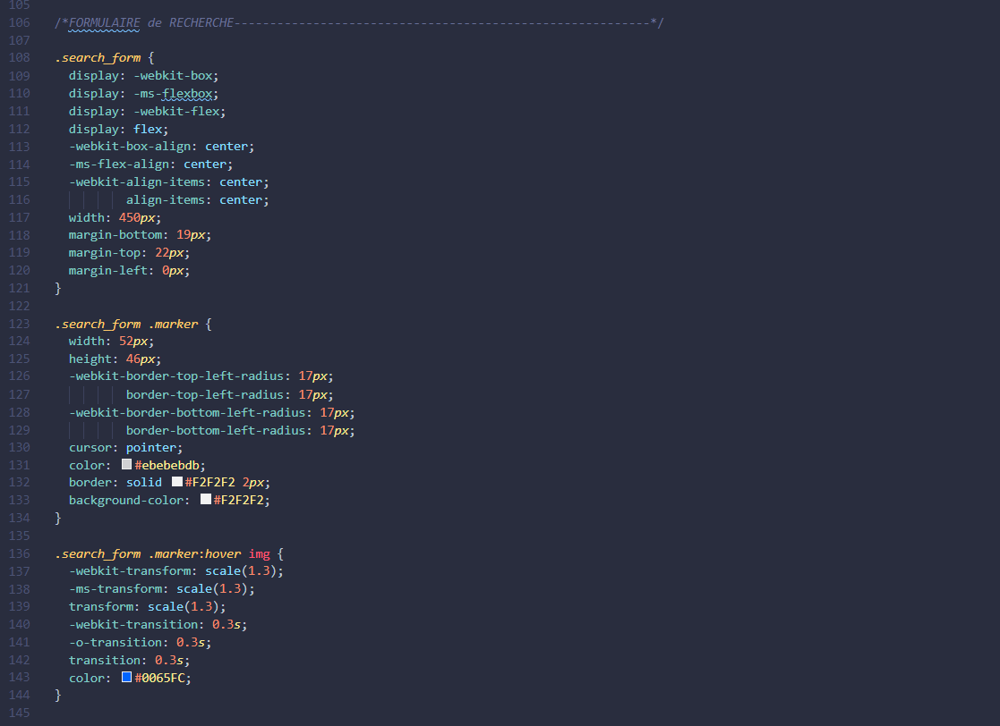 105
106 /*FORMULAIRE de RECHERCHE----------------------------------------------------------*/
107
108 .search_form {
109   display: -webkit-box;
110   display: -ms-flexbox;
111   display: -webkit-flex;
112   display: flex;
113   -webkit-box-align: center;
114   -ms-flex-align: center;
115   -webkit-align-items: center;
116           align-items: center;
117   width: 450px;
118   margin-bottom: 19px;
119   margin-top: 22px;
120   margin-left: 0px;
121 }
122
123 .search_form .marker {
124   width: 52px;
125   height: 46px;
126   -webkit-border-top-left-radius: 17px;
127           border-top-left-radius: 17px;
128   -webkit-border-bottom-left-radius: 17px;
129           border-bottom-left-radius: 17px;
130   cursor: pointer;
131   color: #ebebebdb;
132   border: solid #F2F2F2 2px;
133   background-color: #F2F2F2;
134 }
135
136 .search_form .marker:hover img {
137   -webkit-transform: scale(1.3);
138   -ms-transform: scale(1.3);
139   transform: scale(1.3);
140   -webkit-transition: 0.3s;
141   -o-transition: 0.3s;
142   transition: 0.3s;
143   color: #0065FC;
144 }
145